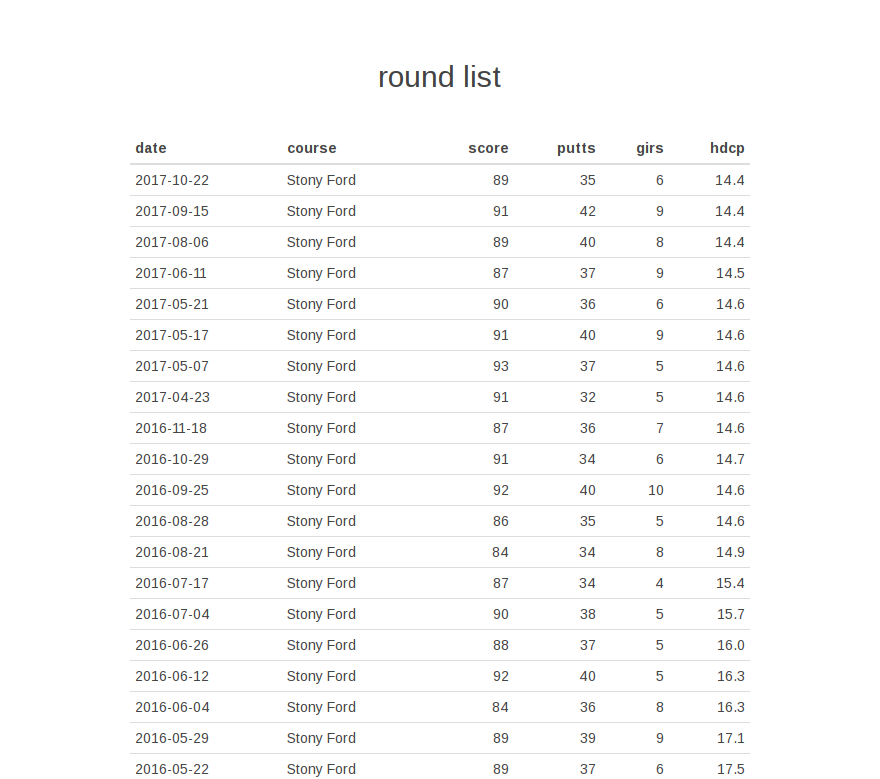 round list
date course score putts girs hdcp
2017-10-22 Stony Ford 89 35 6 14.4
2017-09-15 Stony Ford 91 42 9 14.4
2017-08-06 Stony Ford 89 40 8 14.4
2017-06-11 Stony Ford 87 37 9 14.5
2017-05-21 Stony Ford 90 36 6 14.6
2017-05-17 Stony Ford 91 40 9 14.6
2017-05-07 Stony Ford 93 37 5 14.6
2017-04-23 Stony Ford 91 32 5 14.6
2016-11-18 Stony Ford 87 36 7 14.6
2016-10-29 Stony Ford 91 34 6 14.7
2016-09-25 Stony Ford 92 40 10 14.6
2016-08-28 Stony Ford 86 35 5 14.6
2016-08-21 Stony Ford 84 34 8 14.9
2016-07-17 Stony Ford 87 34 4 15.4
2016-07-04 Stony Ford 90 38 5 15.7
2016-06-26 Stony Ford 88 37 5 16.0
2016-06-12 Stony Ford 92 40 5 16.3
2016-06-04 Stony Ford 84 36 8 16.3
2016-05-29 Stony Ford 89 39 9 17.1
2016-05-22 Stony Ford 89 37 6 17.5